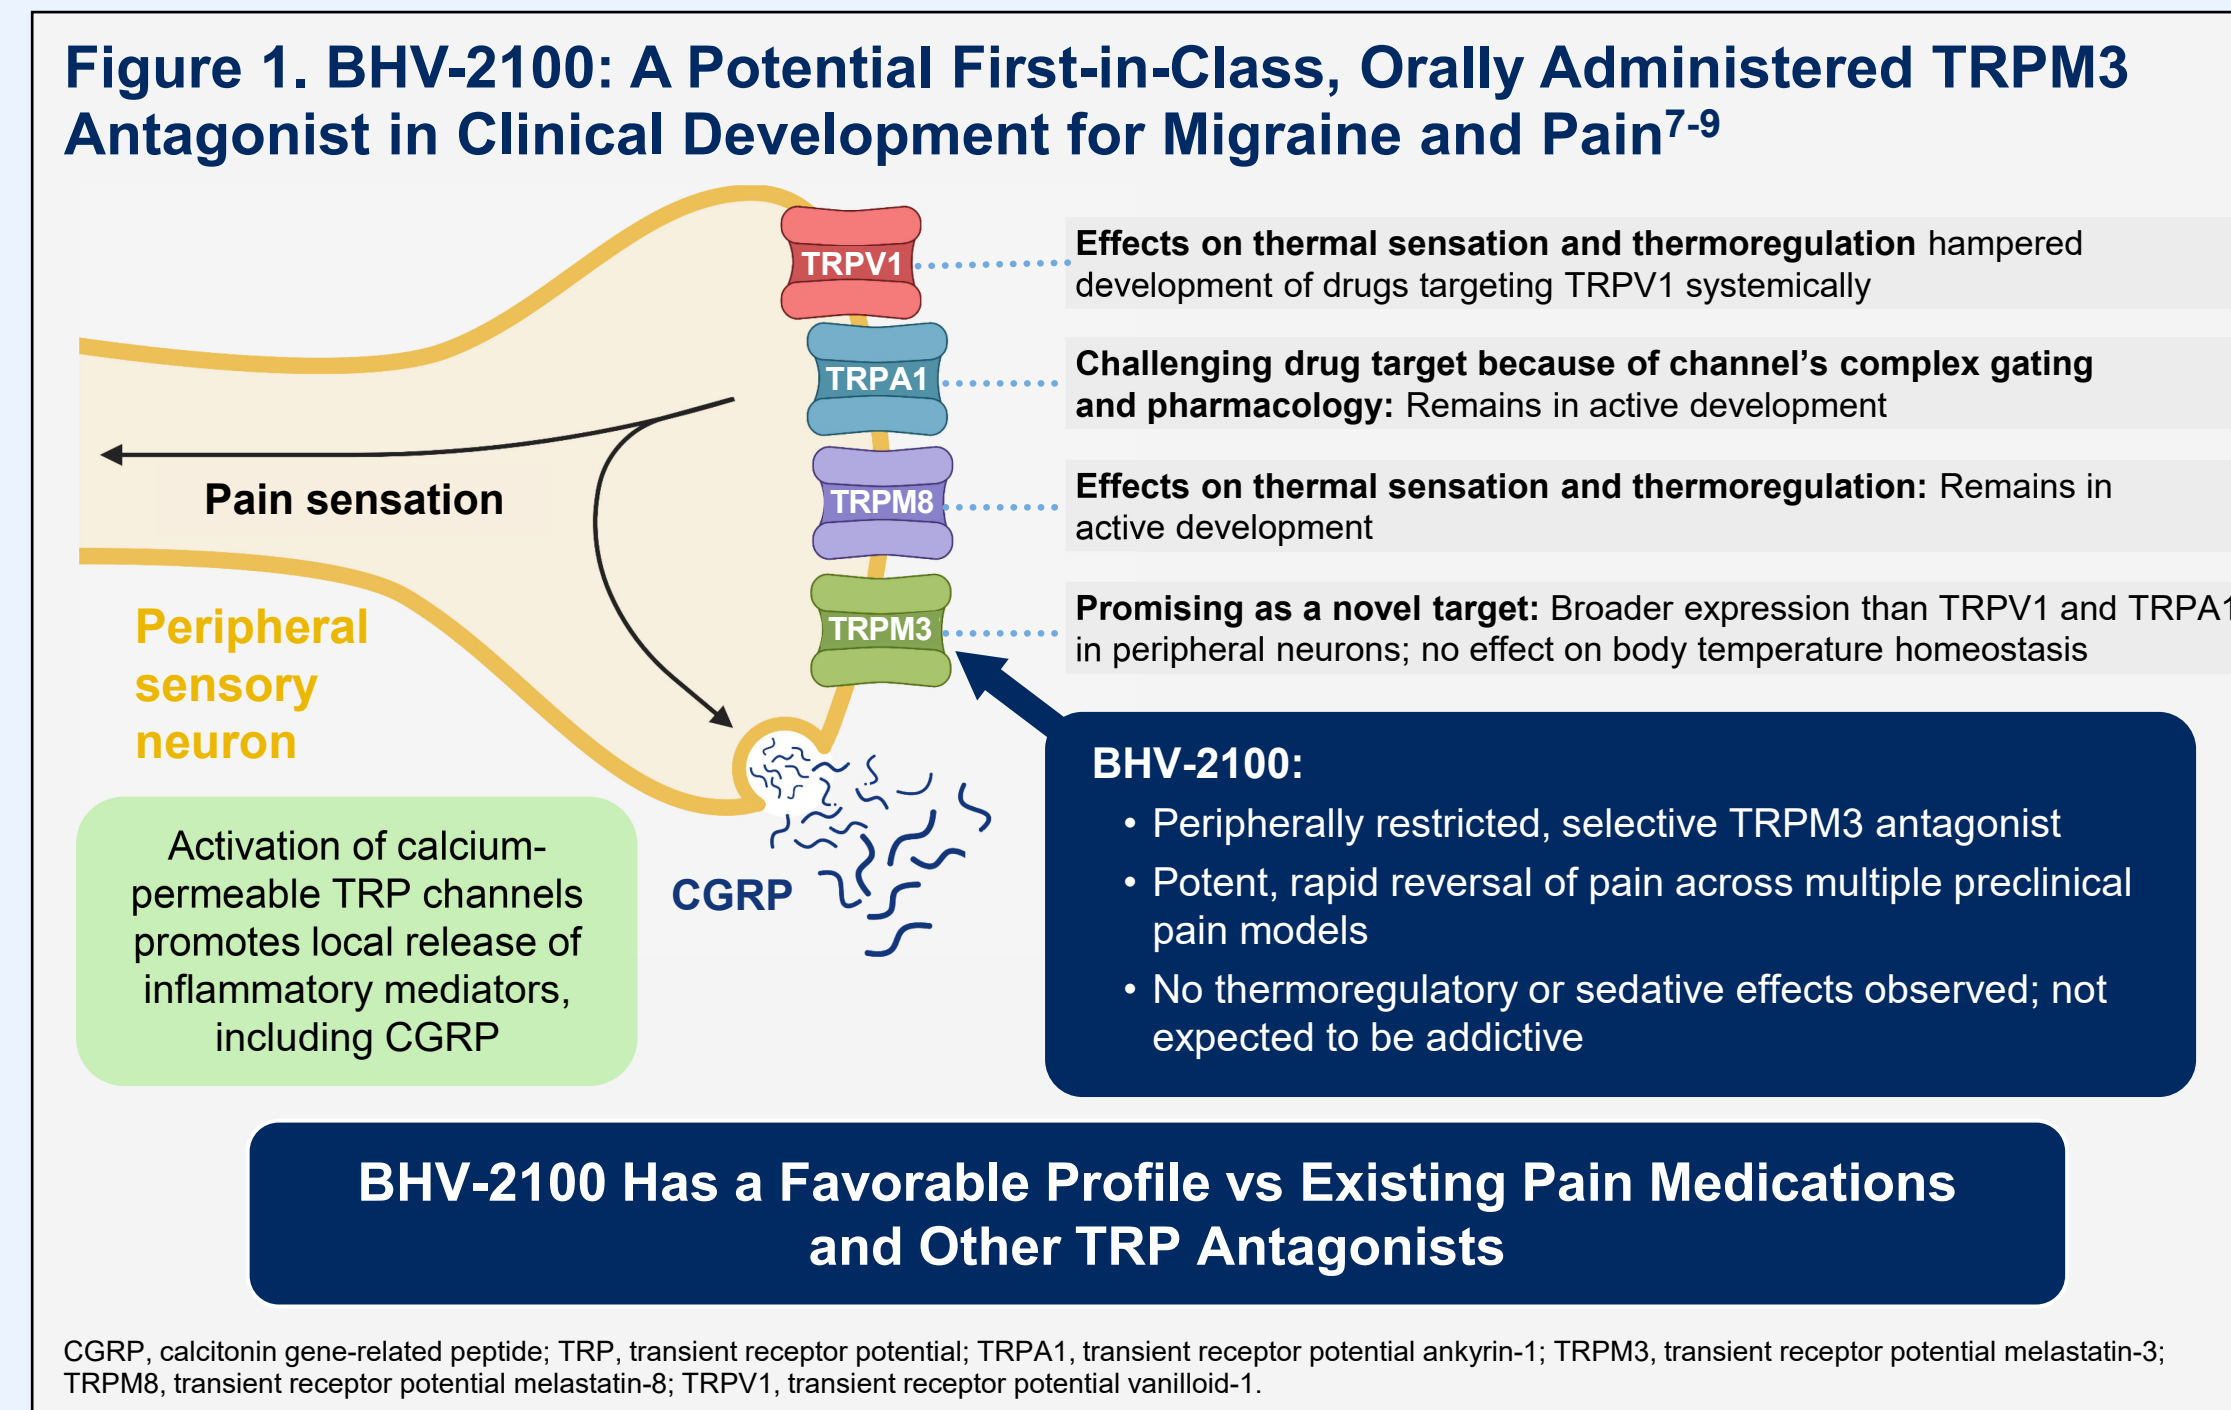 Figure 1. BHV-2100: A Potential First-in-Class, Orally Administered TRPM3
Antagonist in Clinical Development for Migraine and Pain7-9
TRPV1
Effects on thermal sensation and thermoregulation hampered
development of drugs targeting TRPV1 systemically
TRPA1
Challenging drug target because of channel's complex gating
and pharmacology: Remains in active development
TRPM8
Effects on thermal sensation and thermoregulation: Remains in
active development
TRPM3
Promising as a novel target: Broader expression than TRPV1 and TRPA1
in peripheral neurons; no effect on body temperature homeostasis
Pain sensation
Peripheral
sensory
neuron
Activation of calcium-
permeable TRP channels
promotes local release of
inflammatory mediators,
including CGRP
CGRP
BHV-2100:
• Peripherally restricted, selective TRPM3 antagonist
• Potent, rapid reversal of pain across multiple preclinical
pain models
• No thermoregulatory or sedative effects observed; not
expected to be addictive
BHV-2100 Has a Favorable Profile vs Existing Pain Medications
and Other TRP Antagonists
CGRP, calcitonin gene-related peptide; TRP, transient receptor potential; TRPA1, transient receptor potential ankyrin-1; TRPM3, transient receptor potential melastatin-3;
TRPM8, transient receptor potential melastatin-8; TRPV1, transient receptor potential vanilloid-1.